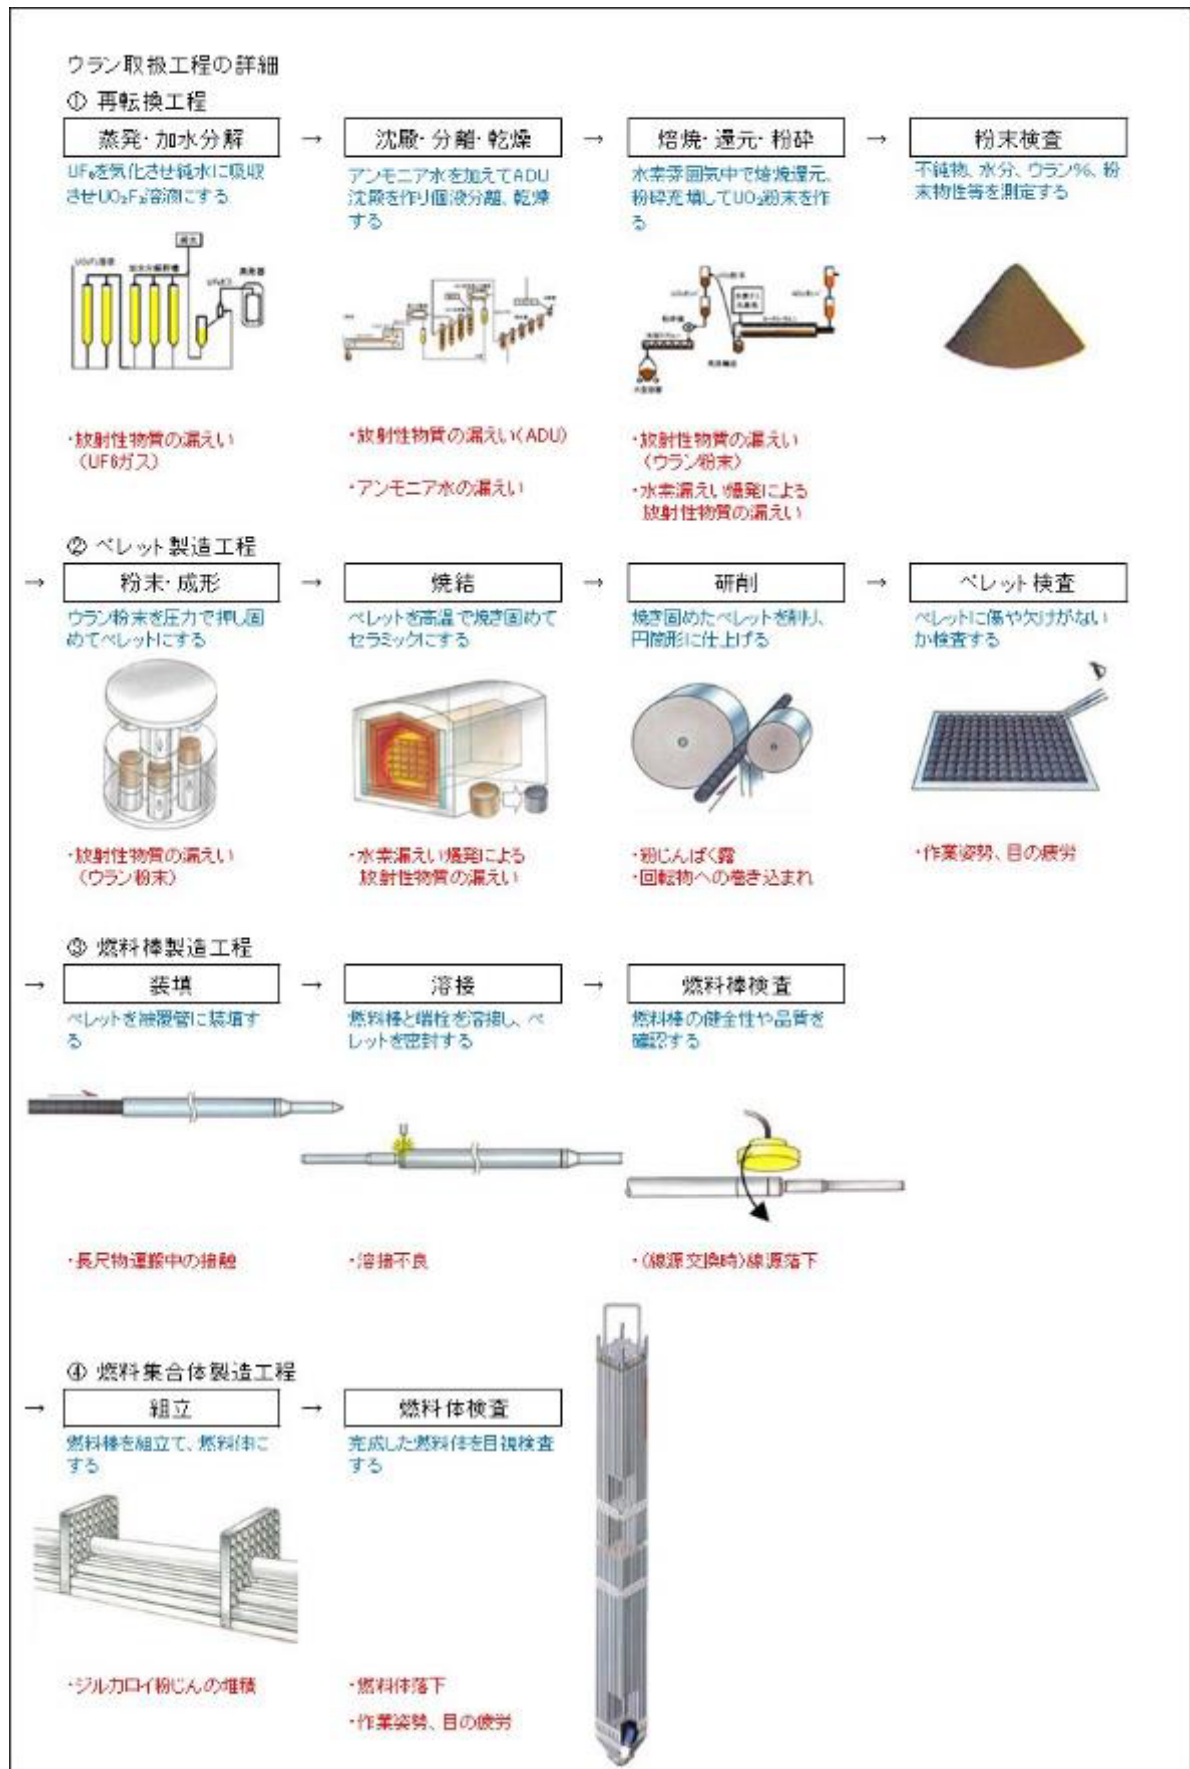 ウラン取扱工程の詳細
① 再転換工程
蒸発・加水分解 → 沈殿・分離・乾燥 → 焙焼・還元・粉砕 → 粉末検査
UF₆を気化させ純水に吸収
させUO₂F₂溶液にする
アンモニア水を加えてADU
沈殿を作り固液分離、乾燥
する
水素雰囲気中で焙焼還元、
粉砕充填してUO₂粉末を作
る
不純物、水分、ウラン%、粉
末物性等を測定する
・放射性物質の漏えい
(UF6ガス)
・放射性物質の漏えい(ADU)
・アンモニア水の漏えい
・放射性物質の漏えい
(ウラン粉末)
・水素漏えい爆発による
放射性物質の漏えい
② ペレット製造工程
→ 粉末・成形 → 焼結 → 研削 → ペレット検査
ウラン粉末を圧力で押し固
めてペレットにする
ペレットを高温で焼き固めて
セラミックにする
焼き固めたペレットを削り、
円筒形に仕上げる
ペレットに傷や欠けがない
か検査する
・放射性物質の漏えい
(ウラン粉末)
・水素漏えい爆発による
放射性物質の漏えい
・粉じんばく露
・回転物への巻き込まれ
・作業姿勢、目の疲労
③ 燃料棒製造工程
→ 装填 → 溶接 → 燃料棒検査
ペレットを被覆管に装填す
る
燃料棒と端栓を溶接し、ペ
レットを密封する
燃料棒の健全性や品質を
確認する
・長尺物運搬中の接触
・溶接不良
・(線源交換時)線源落下
④ 燃料集合体製造工程
→ 組立 → 燃料体検査
燃料棒を組立て、燃料体に
する
完成した燃料体を目視検査
する
・ジルカロイ粉じんの堆積
・燃料体落下
・作業姿勢、目の疲労